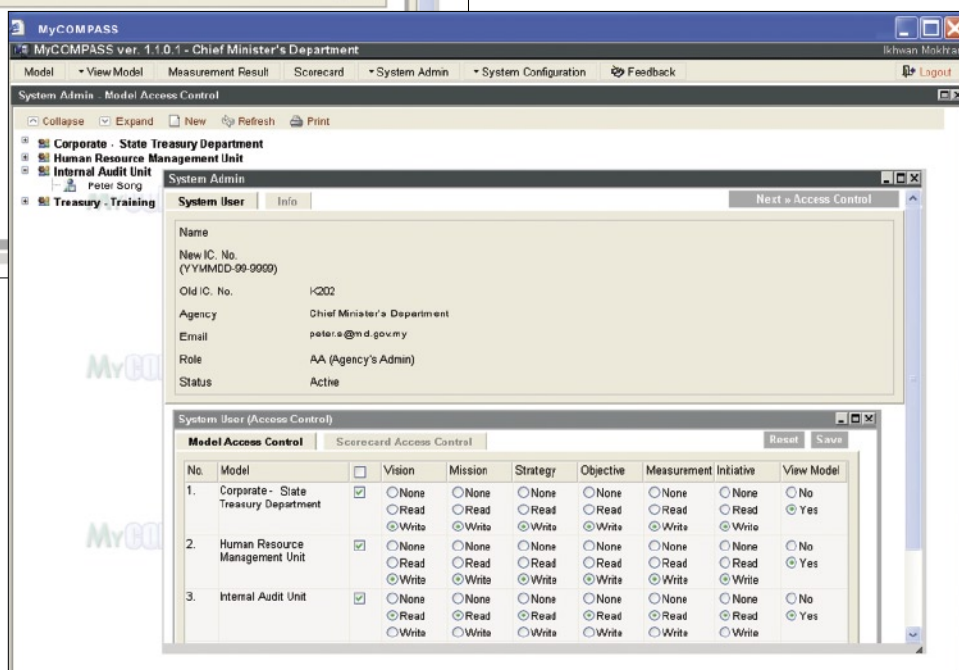 MyCOMPASS
MyCOMPASS ver. 1.1.0.1 - Chief Minister's Department
Ikhwan Mokhra
Model View Model Measurement Result Scorecard System Admin System Configuration Feedback Logout
System Admin - Model Access Control
Collapse Expand New Refresh Print
Corporate - State Treasury Department
Human Resource Management Unit
Internal Audit Unit
Peter Song
Treasury - Training
System Admin
System User Info Next » Access Control
Name
New IC. No.
(YYMMDD-99-9999)
Old IC. No. K202
Agency Chief Minister's Department
Email peter.s@md.gov.my
Role AA (Agency's Admin)
Status Active
System User (Access Control)
Model Access Control Scorecard Access Control Reset Save
No. Model Vision Mission Strategy Objective Measurement Initiative View Model
1. Corporate - State None None None None None None No
Treasury Department Read Read Read Read Read Read Yes
Write Write Write Write Write Write
2. Human Resource None None None None None None No
Management Unit Read Read Read Read Read Read Yes
Write Write Write Write Write Write
3. Internal Audit Unit None None None None None None No
Read Read Read Read Read Read Yes
Write Write Write Write Write Write